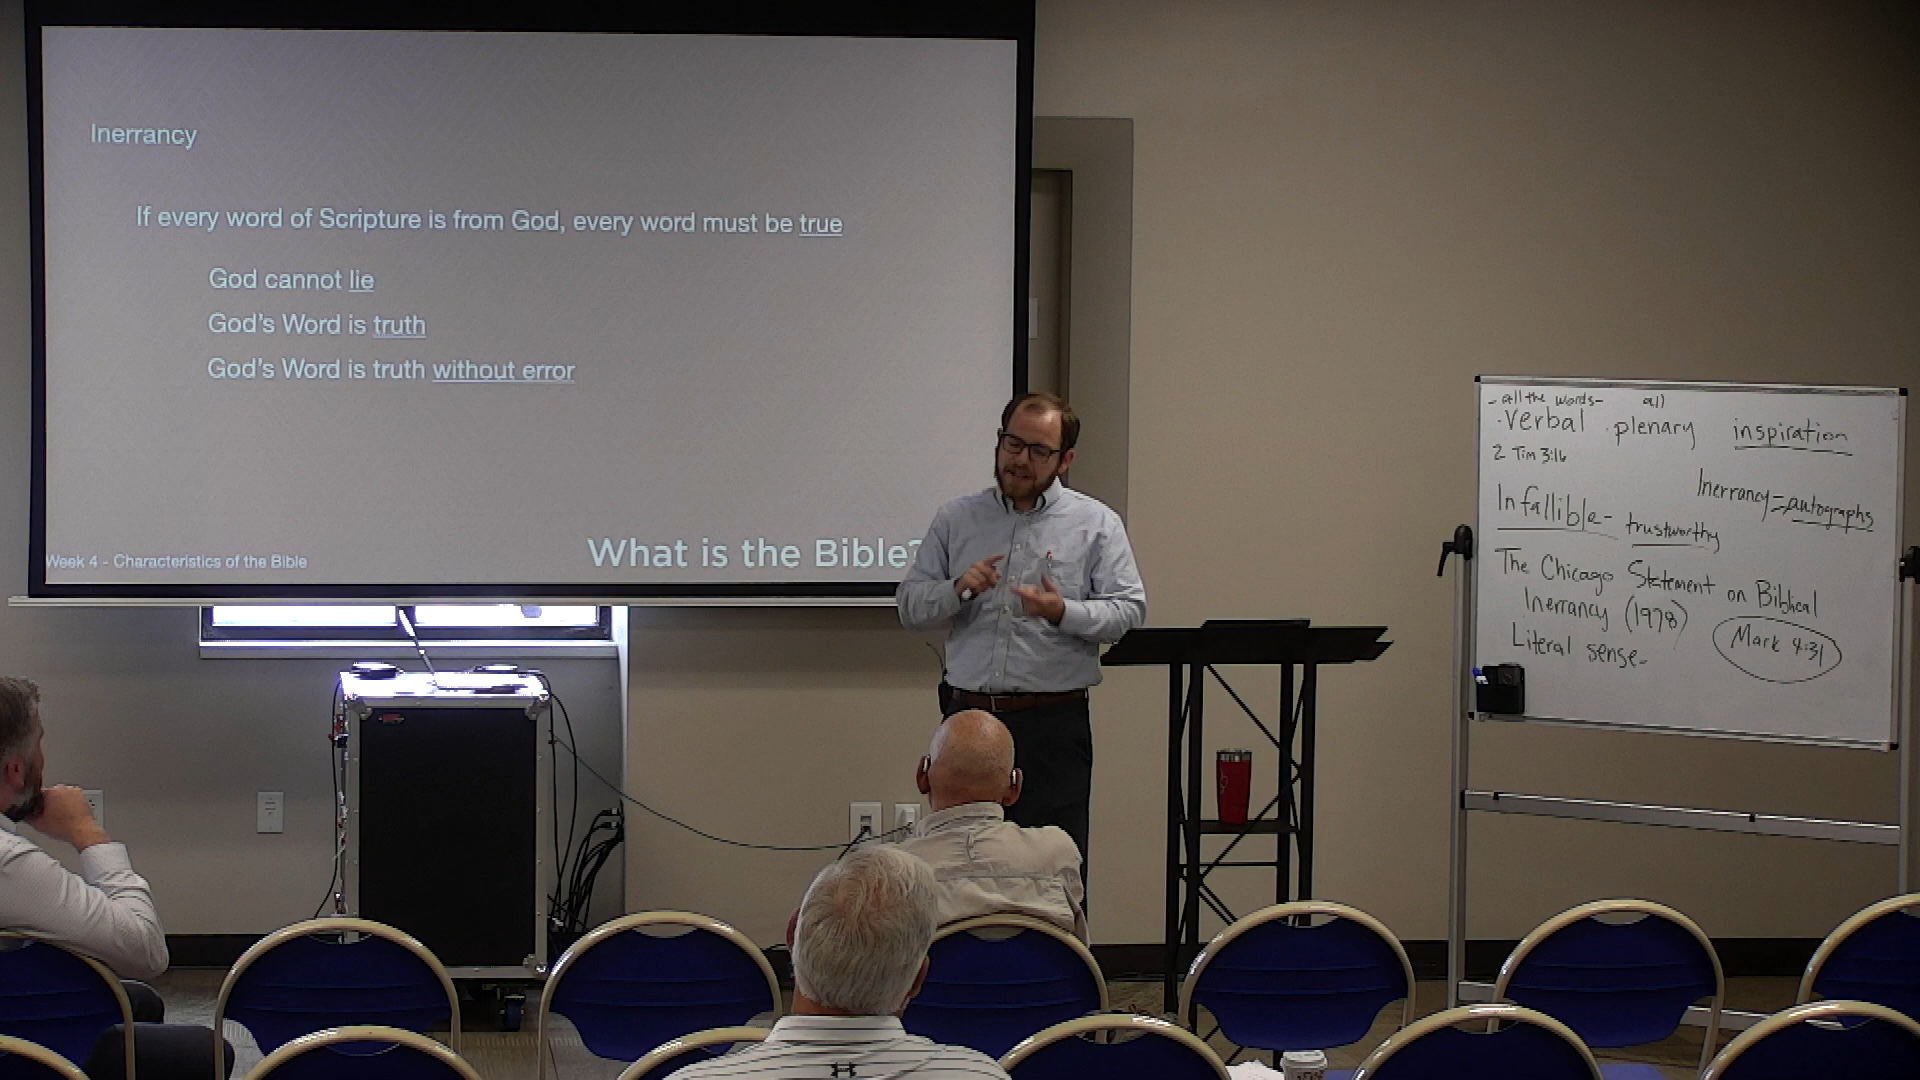 Inerrancy
If every word of Scripture is from God, every word must be true
God cannot lie
God's Word is truth
God's Word is truth without error
Week 4 - Characteristics of the Bible
What is the Bible?
- all the words- all
· Verbal · plenary inspiration
2 Tim 3:16
Inerrancy = autographs
Infallible - trustworthy
The Chicago Statement on Biblical
Inerrancy (1978)
Mark 4:31
Literal sense-